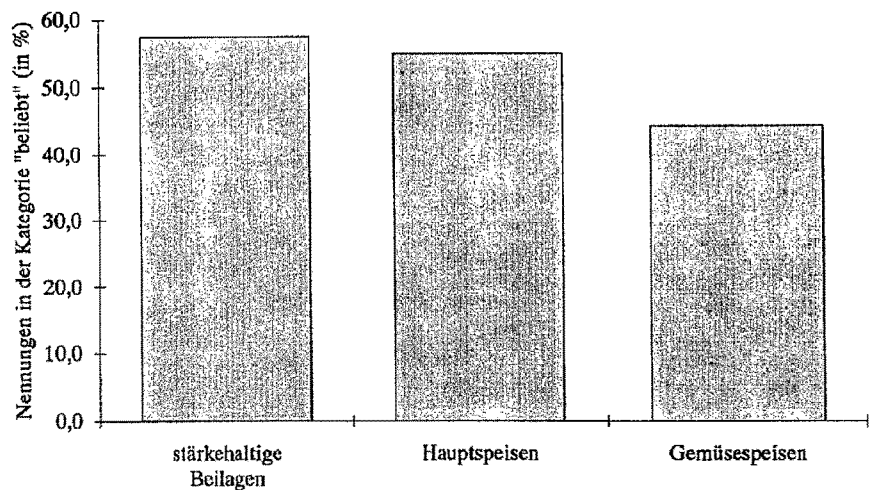 Nennungen in der Kategorie "beliebt" (in %)
60,0
50,0
40,0
30,0
20,0
10,0
0,0
stärkehaltige
Beilagen
Hauptspeisen
Gemüsespeisen